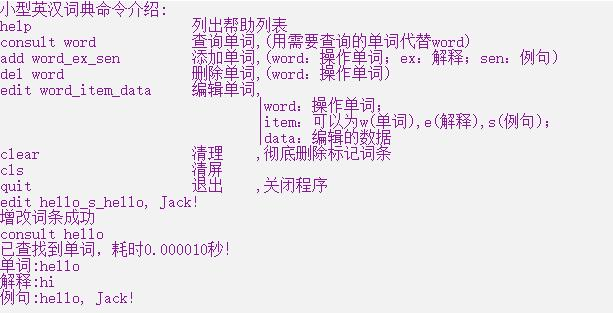 小型英汉词典命令介绍:
help 列出帮助列表
consult word 查询单词,(用需要查询的单词代替word)
add word_ex_sen 添加单词,(word: 操作单词; ex: 解释; sen: 例句)
del word 删除单词,(word: 操作单词)
edit word_item_data 编辑单词,
|word: 操作单词;
|item: 可以为w(单词),e(解释),s(例句);
|data: 编辑的数据
clear 清理 ,彻底删除标记词条
cls 清屏
quit 退出 ,关闭程序
edit hello_s_hello, Jack!
增改词条成功
consult hello
已查找到单词，耗时0.000010秒!
单词:hello
解释:hi
例句:hello, Jack!